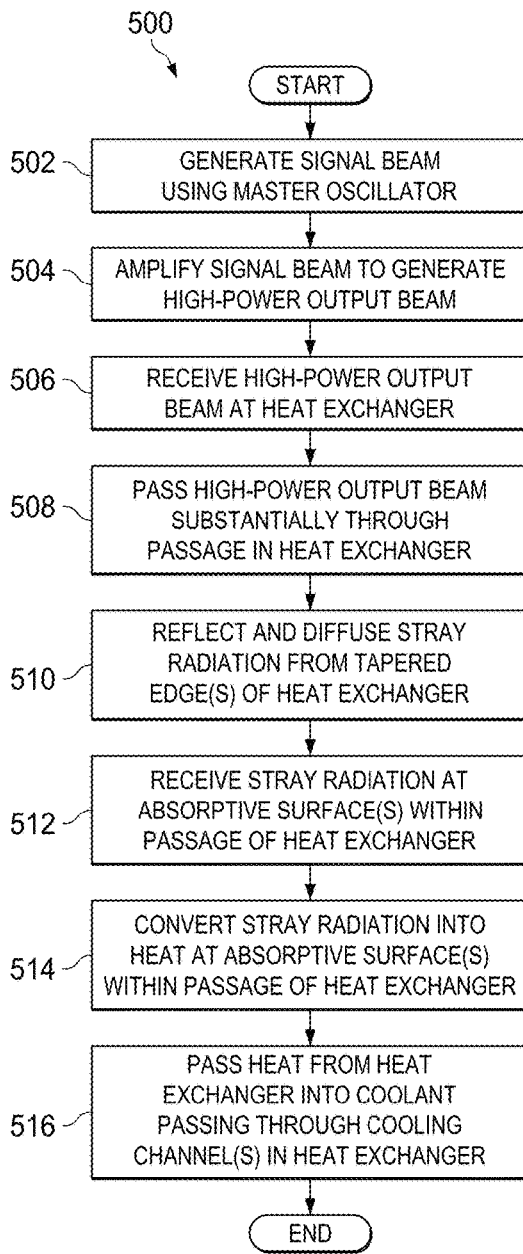 500
START
502
GENERATE SIGNAL BEAM
USING MASTER OSCILLATOR
504
AMPLIFY SIGNAL BEAM TO GENERATE
HIGH-POWER OUTPUT BEAM
506
RECEIVE HIGH-POWER OUTPUT
BEAM AT HEAT EXCHANGER
508
PASS HIGH-POWER OUTPUT BEAM
SUBSTANTIALLY THROUGH
PASSAGE IN HEAT EXCHANGER
510
REFLECT AND DIFFUSE STRAY
RADIATION FROM TAPERED
EDGE(S) OF HEAT EXCHANGER
512
RECEIVE STRAY RADIATION AT
ABSORPTIVE SURFACE(S) WITHIN
PASSAGE OF HEAT EXCHANGER
514
CONVERT STRAY RADIATION INTO
HEAT AT ABSORPTIVE SURFACE(S)
WITHIN PASSAGE OF HEAT EXCHANGER
516
PASS HEAT FROM HEAT
EXCHANGER INTO COOLANT
PASSING THROUGH COOLING
CHANNEL(S) IN HEAT EXCHANGER
END